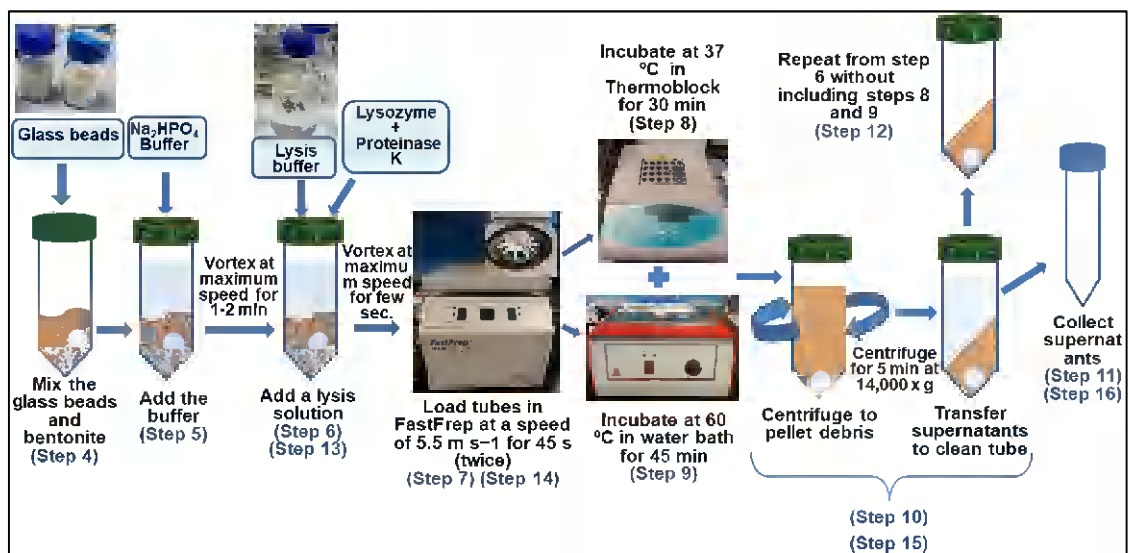 Glass beads
Na₂HPO₄
Buffer
Lysis
buffer
Lysozyme
+
Proteinase
K
Mix the
glass beads
and
bentonite
(Step 4)
Add the
buffer
(Step 5)
Vortex at
maximum
speed for
1-2 min
Add a lysis
solution
(Step 6)
(Step 13)
Vortex at
maximu
m speed
for few
sec.
FastPrep
Load tubes in
FastFrep at a speed
of 5.5 m s−1 for 45 s
(twice)
(Step 7) (Step 14)
Incubate at 37
ºC in
Thermoblock
for 30 min
(Step 8)
+
Incubate at 60
ºC in water bath
for 45 min
(Step 9)
Centrifuge to
pellet debris
Centrifuge
for 5 min at
14,000 x g
Transfer
supernatants
to clean tube
(Step 10)
(Step 15)
Repeat from step
6 without
including steps 8
and 9
(Step 12)
Collect
supernat
ants
(Step 11)
(Step 16)